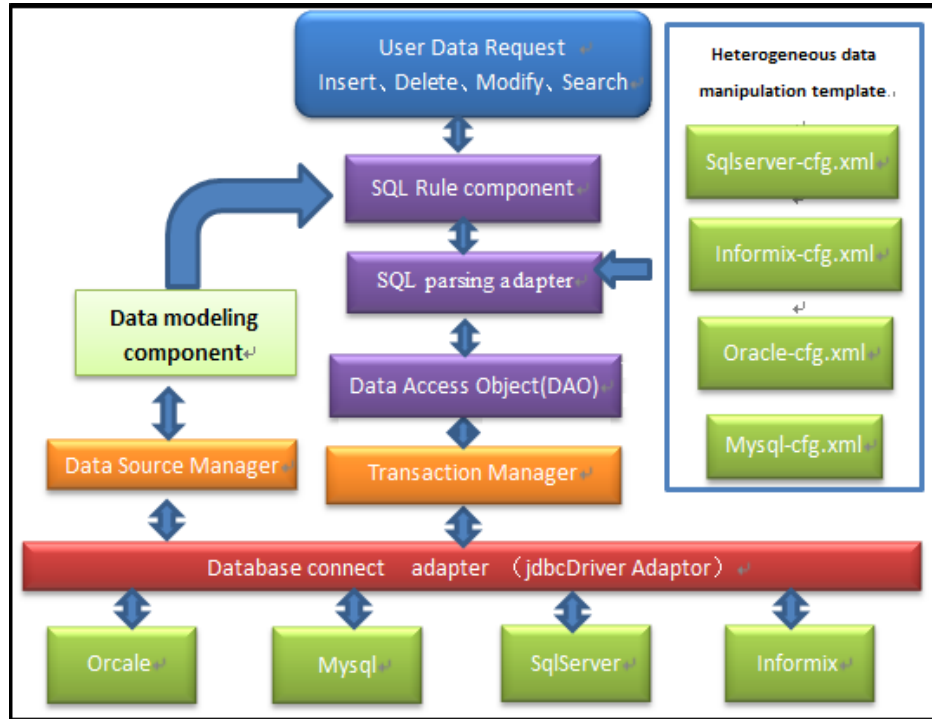 User Data Request
Insert、Delete、Modify、Search
Heterogeneous data
manipulation template..
Sqlserver-cfg.xml
SQL Rule component
Informix-cfg.xml
SQL parsing adapter
Data modeling
component
Oracle-cfg.xml
Data Access Object(DAO)
Mysql-cfg.xml
Data Source Manager
Transaction Manager
Database connect adapter （jdbcDriver Adaptor）
Orcale
Mysql
SqlServer
Informix